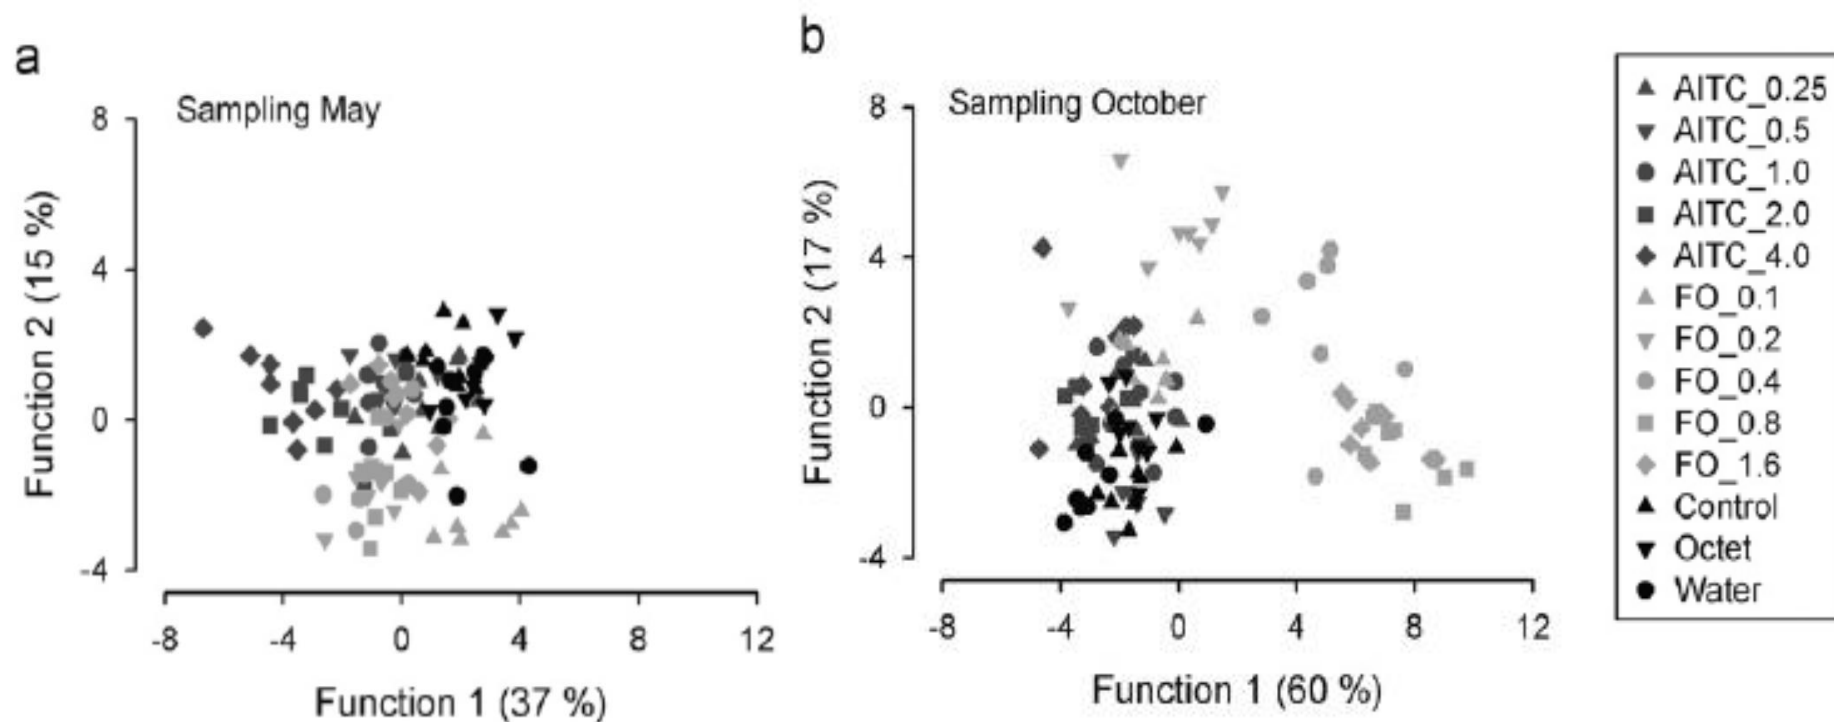 a
Sampling May
8
4
0
-4
Function 2 (15 %)
-8 -4 0 4 8 12
Function 1 (37 %)
b
Sampling October
8
4
0
-4
Function 2 (17 %)
-8 -4 0 4 8 12
Function 1 (60 %)
AITC_0.25
AITC_0.5
AITC_1.0
AITC_2.0
AITC_4.0
FO_0.1
FO_0.2
FO_0.4
FO_0.8
FO_1.6
Control
Octet
Water